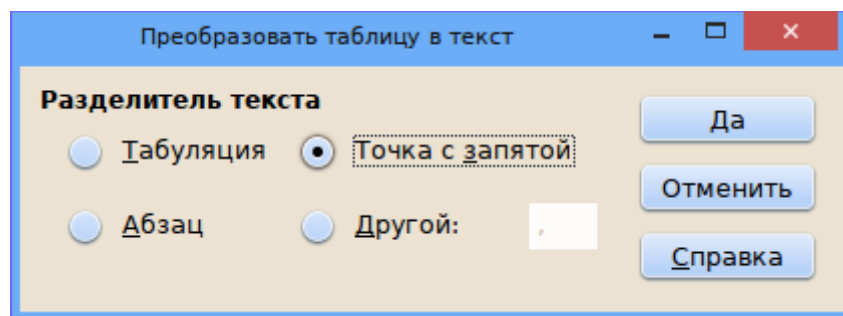 Преобразовать таблицу в текст
Разделитель текста
Табуляция
Точка с запятой
Абзац
Другой:
,
Да
Отменить
Справка